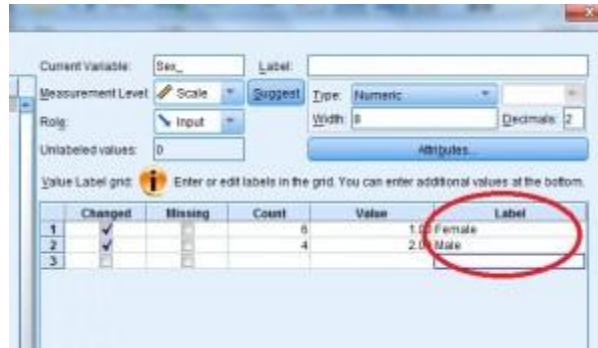 Current Variable: Sex_ Label:
Measurement Level: Scale Suggest Type: Numeric
Role: Input Width: 8 Decimals: 2
Unlabeled values: 0 Attributes...
Value Label grid: Enter or edit labels in the grid. You can enter additional values at the bottom.
Changed Missing Count Value Label
1 6 1.00 Female
2 4 2.00 Male
3